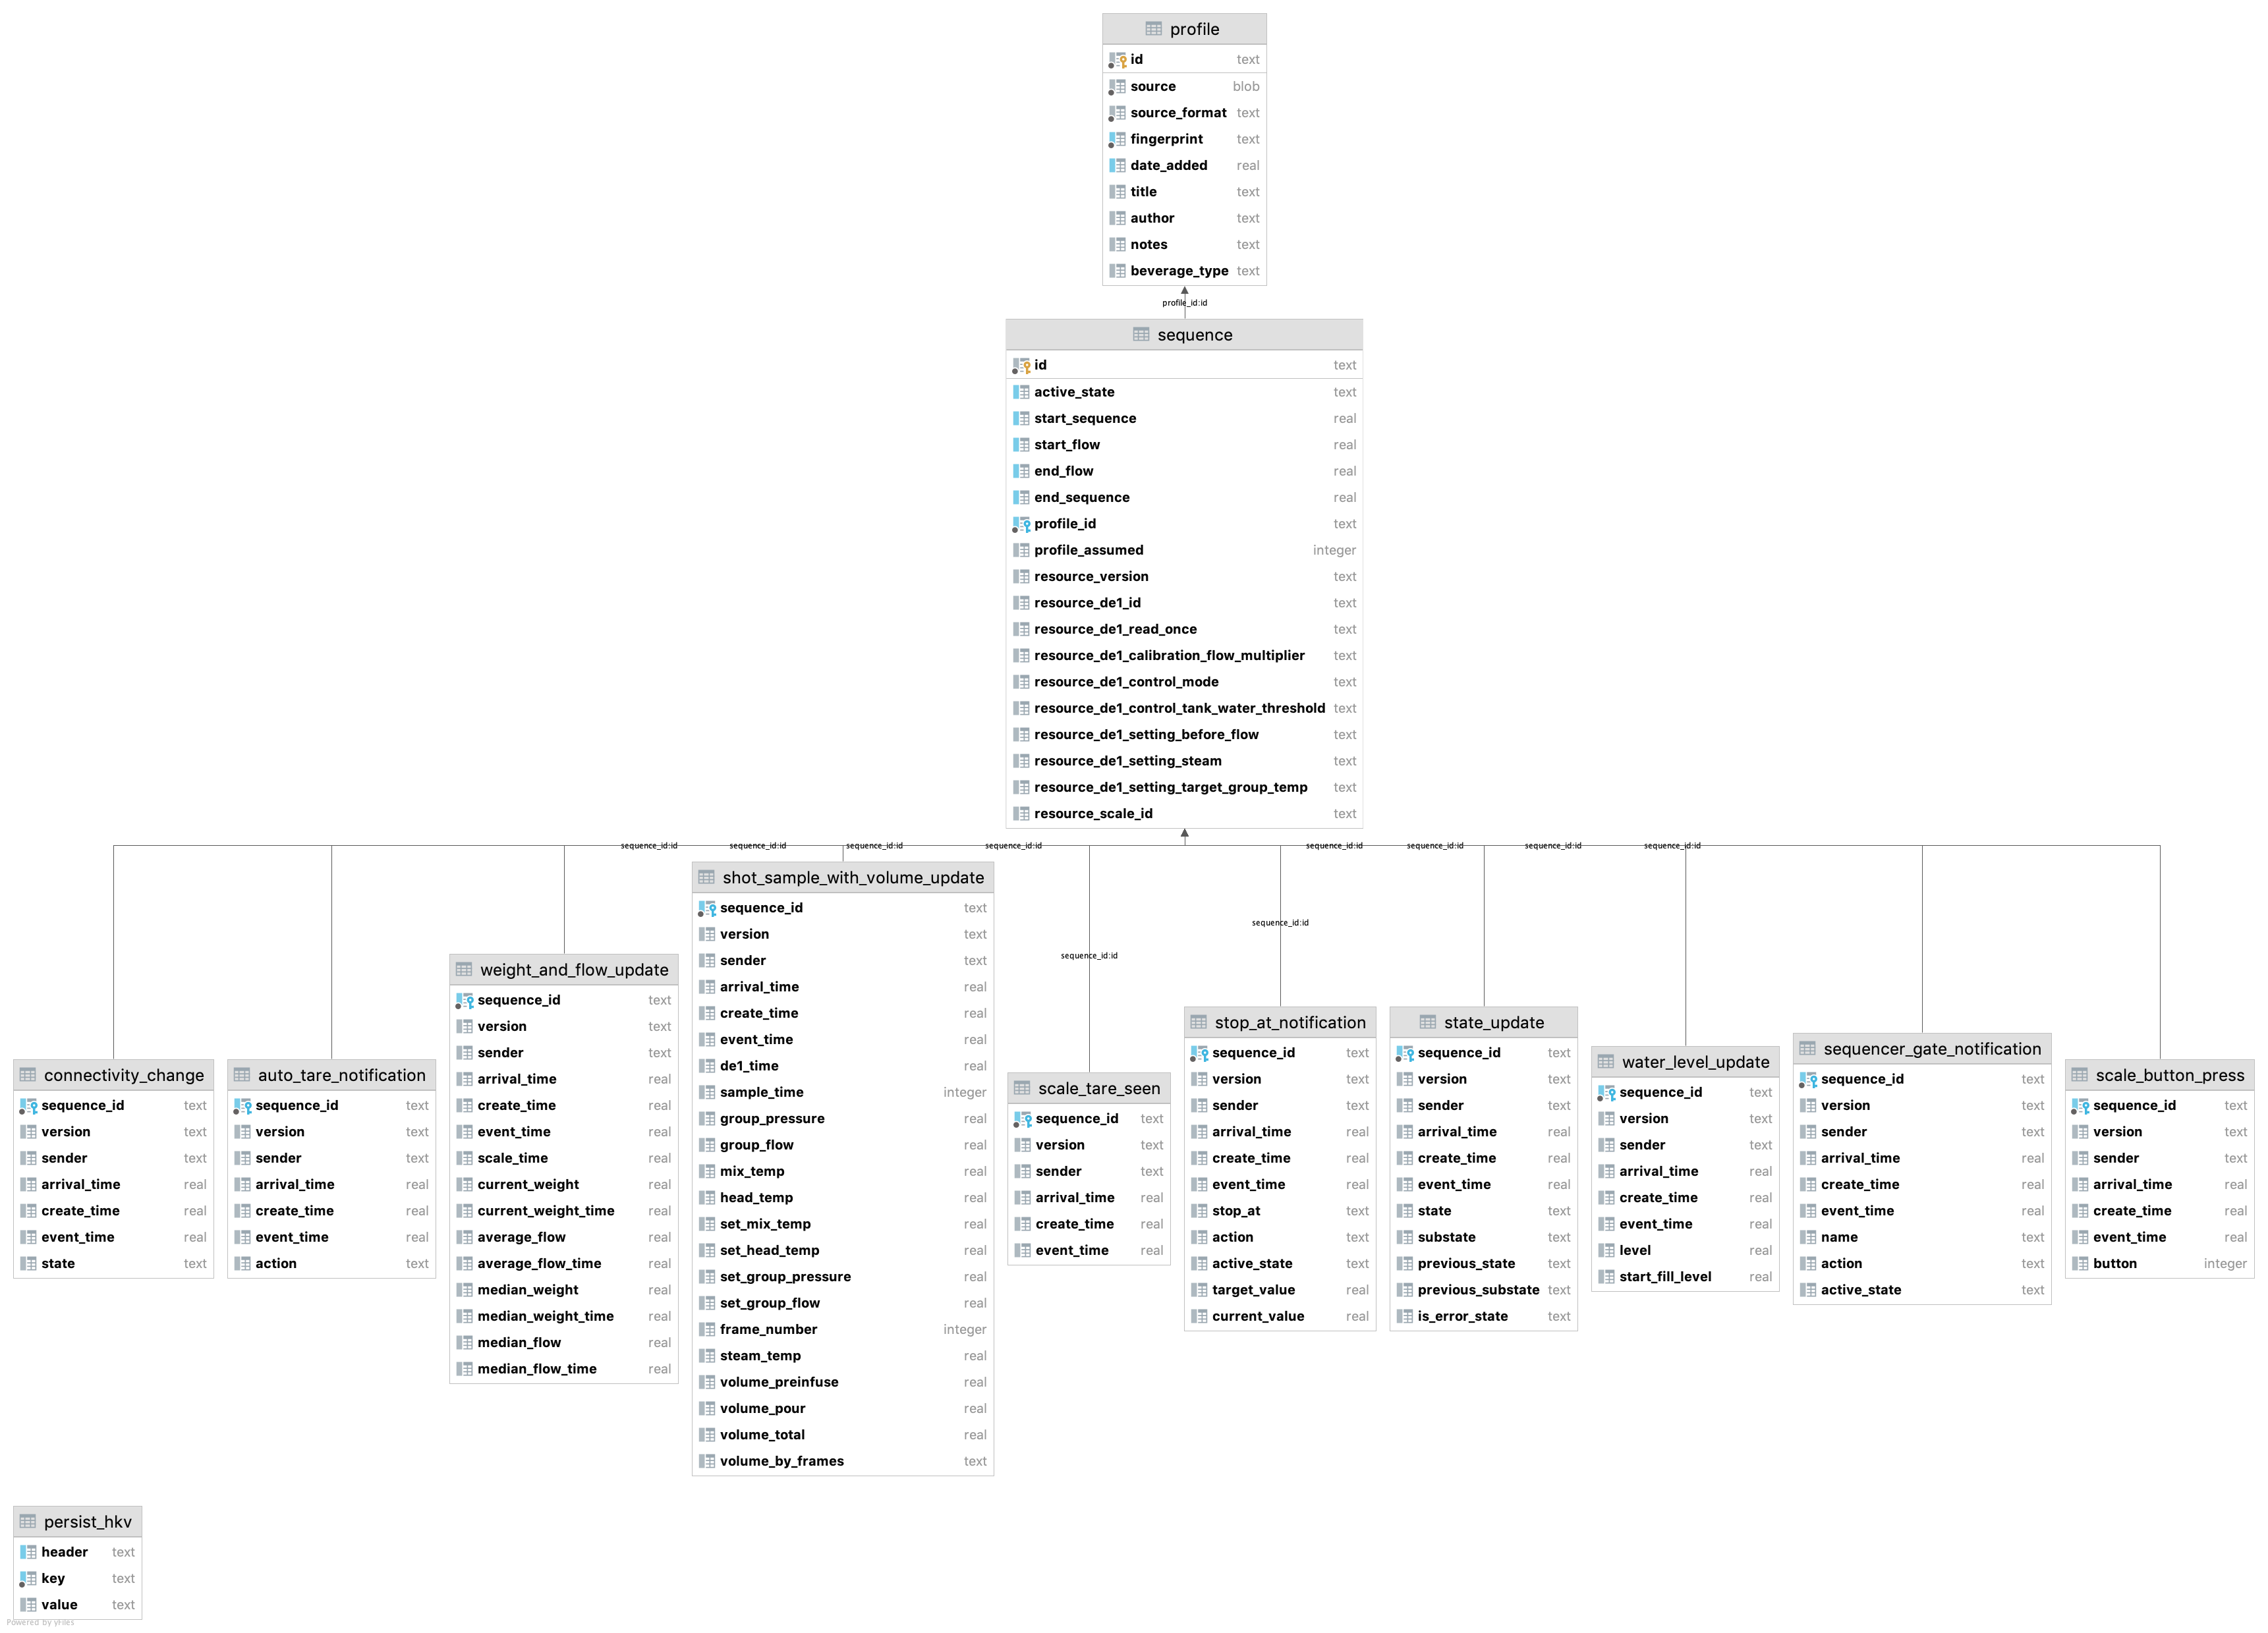 profile
id text
source blob
source_format text
fingerprint text
date_added real
title text
author text
notes text
beverage_type text
profile_id:id
sequence
id text
active_state text
start_sequence real
start_flow real
end_flow real
end_sequence real
profile_id text
profile_assumed integer
resource_version text
resource_de1_id text
resource_de1_read_once text
resource_de1_calibration_flow_multiplier text
resource_de1_control_mode text
resource_de1_control_tank_water_threshold text
resource_de1_setting_before_flow text
resource_de1_setting_steam text
resource_de1_setting_target_group_temp text
resource_scale_id text
sequence_id:id sequence_id:id sequence_id:id sequence_id:id sequence_id:id sequence_id:id sequence_id:id sequence_id:id
sequence_id:id
sequence_id:id
connectivity_change
sequence_id text
version text
sender text
arrival_time real
create_time real
event_time real
state text
auto_tare_notification
sequence_id text
version text
sender text
arrival_time real
create_time real
event_time real
action text
weight_and_flow_update
sequence_id text
version text
sender text
arrival_time real
create_time real
event_time real
scale_time real
current_weight real
current_weight_time real
average_flow real
average_flow_time real
median_weight real
median_weight_time real
median_flow real
median_flow_time real
shot_sample_with_volume_update
sequence_id text
version text
sender text
arrival_time real
create_time real
event_time real
de1_time real
sample_time integer
group_pressure real
group_flow real
mix_temp real
head_temp real
set_mix_temp real
set_head_temp real
set_group_pressure real
set_group_flow real
frame_number integer
steam_temp real
volume_preinfuse real
volume_pour real
volume_total real
volume_by_frames text
scale_tare_seen
sequence_id text
version text
sender text
arrival_time real
create_time real
event_time real
stop_at_notification
sequence_id text
version text
sender text
arrival_time real
create_time real
event_time real
stop_at text
action text
active_state text
target_value real
current_value real
state_update
sequence_id text
version text
sender text
arrival_time real
create_time real
event_time real
state text
substate text
previous_state text
previous_substate text
is_error_state text
water_level_update
sequence_id text
version text
sender text
arrival_time real
create_time real
event_time real
level real
start_fill_level real
sequencer_gate_notification
sequence_id text
version text
sender text
arrival_time real
create_time real
event_time real
name text
action text
active_state text
scale_button_press
sequence_id text
version text
sender text
arrival_time real
create_time real
event_time real
button integer
persist_hkv
header text
key text
value text
Powered by yFiles